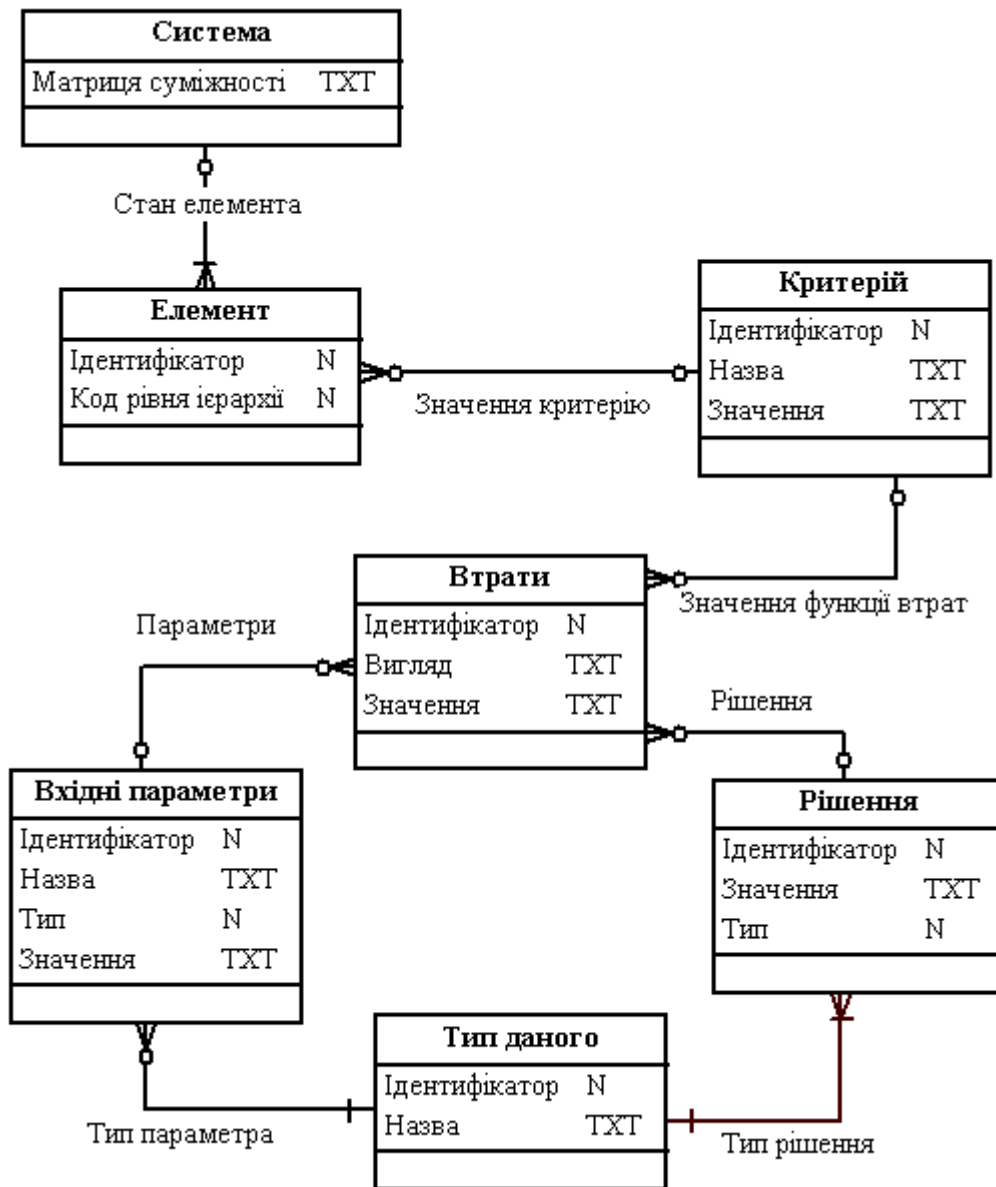 Система
Матриця суміжності TXT
Стан елемента
Елемент
Ідентифікатор N
Код рівня ієрархії N
Значення критерію
Критерій
Ідентифікатор N
Назва TXT
Значення TXT
Значення функції втрат
Втрати
Ідентифікатор N
Вигляд TXT
Значення TXT
Параметри
Рішення
Вхідні параметри
Ідентифікатор N
Назва TXT
Тип N
Значення TXT
Рішення
Ідентифікатор N
Значення TXT
Тип N
Тип даного
Ідентифікатор N
Назва TXT
Тип параметра
Тип рішення